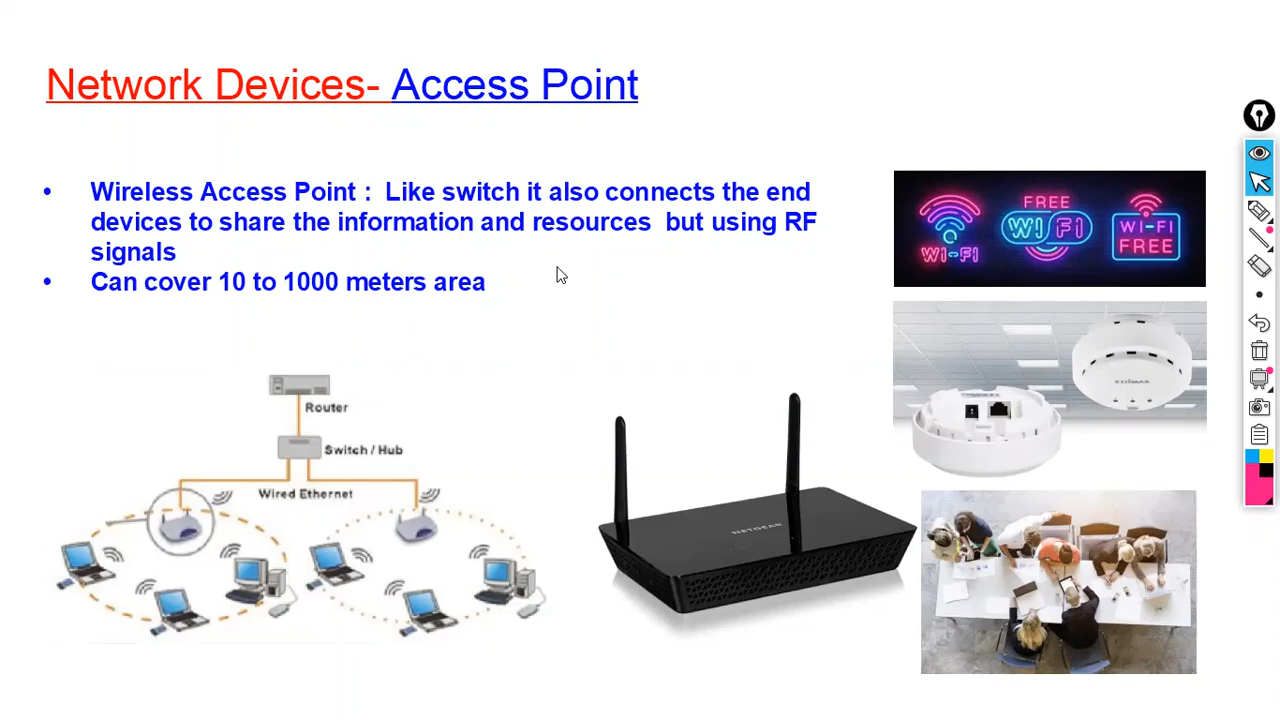 Network Devices- Access Point
• Wireless Access Point : Like switch it also connects the end
devices to share the information and resources but using RF
signals
• Can cover 10 to 1000 meters area
WI-FI
FREE
WI FI
WI-FI
FREE
EDIMAX
Router
Switch / Hub
Wired Ethernet
NETGEAR